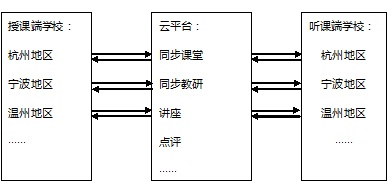 授课端学校：
杭州地区
宁波地区
温州地区
......
云平台：
同步课堂
同步教研
讲座
点评
......
听课端学校：
杭州地区
宁波地区
温州地区
......